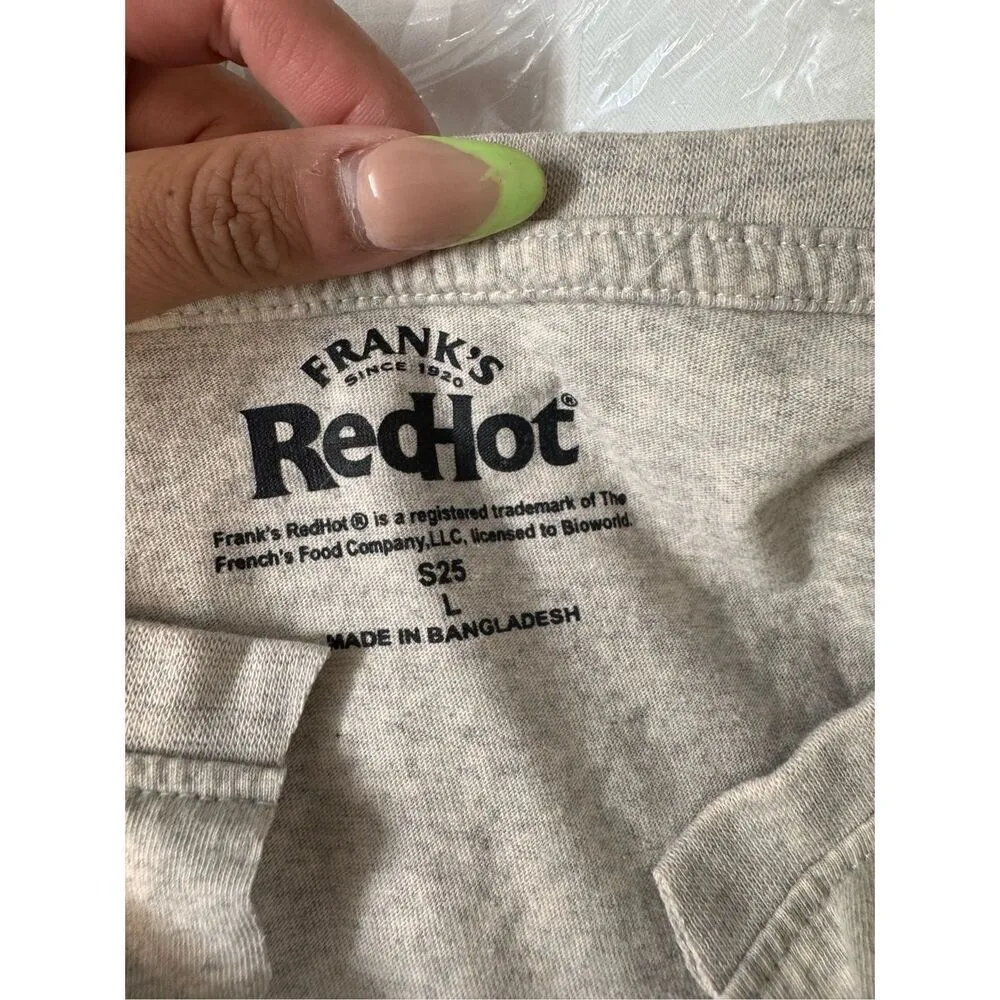 FRANK'S
SINCE 1920
RedHot®
Frank's RedHot® is a registered trademark of The
French's Food Company,LLC, licensed to Bioworld.
S25
L
MADE IN BANGLADESH